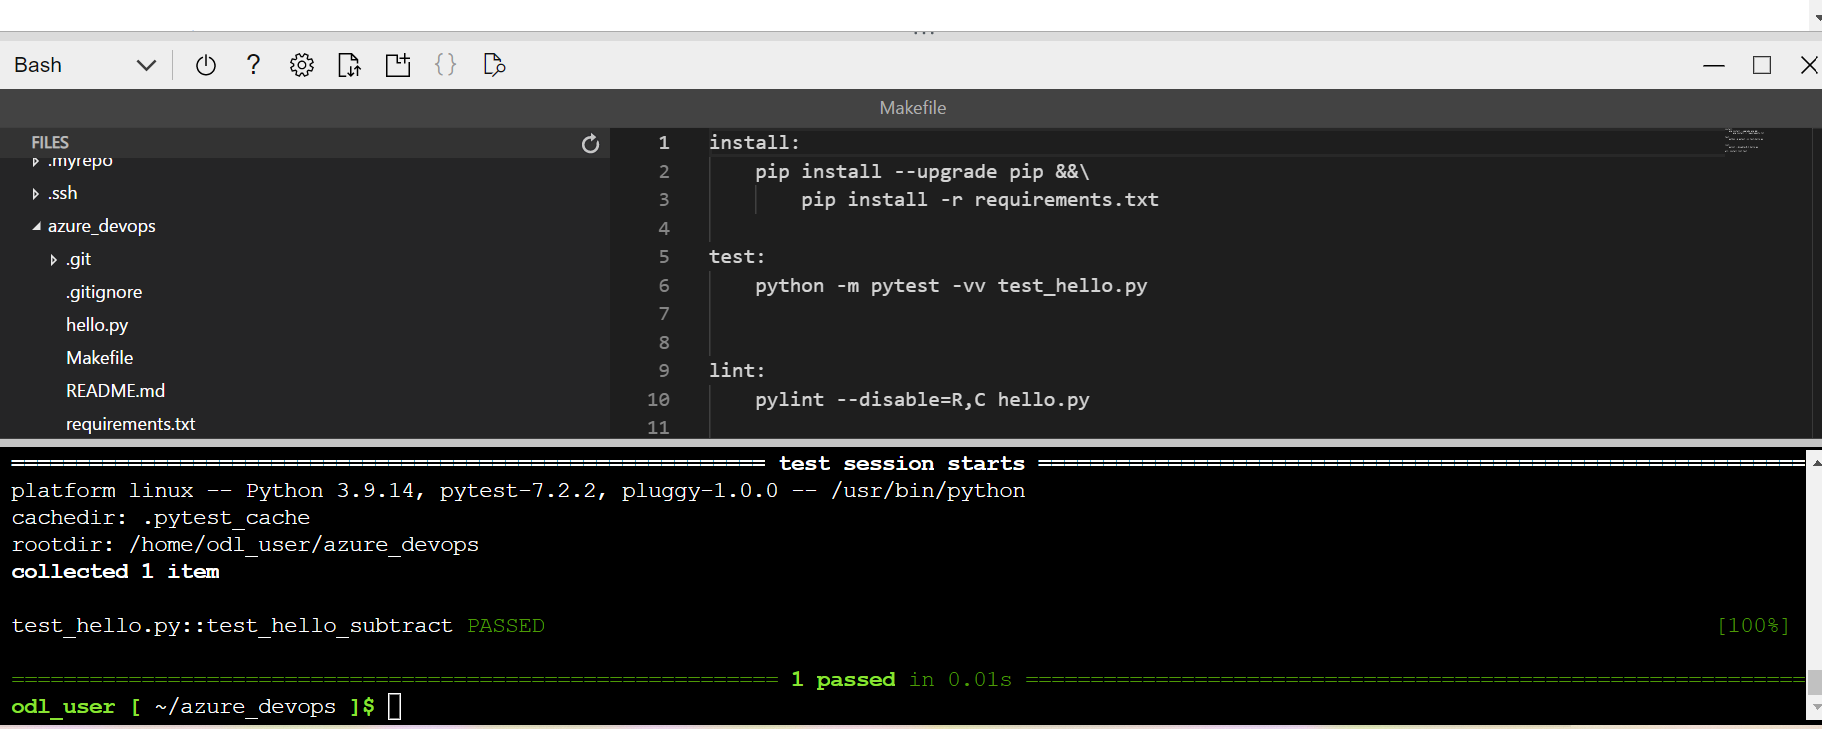 Bash
Makefile
FILES
.myrepo
.ssh
azure_devops
.git
.gitignore
hello.py
Makefile
README.md
requirements.txt
1 install:
2 pip install --upgrade pip &&\
3 pip install -r requirements.txt
4
5 test:
6 python -m pytest -vv test_hello.py
7
8
9 lint:
10 pylint --disable=R,C hello.py
11
========================================================== test session starts ===========================================================
platform linux -- Python 3.9.14, pytest-7.2.2, pluggy-1.0.0 -- /usr/bin/python
cachedir: .pytest_cache
rootdir: /home/odl_user/azure_devops
collected 1 item
test_hello.py::test_hello_subtract PASSED [100%]
=========================================================== 1 passed in 0.01s ============================================================
odl_user [ ~/azure_devops ]$